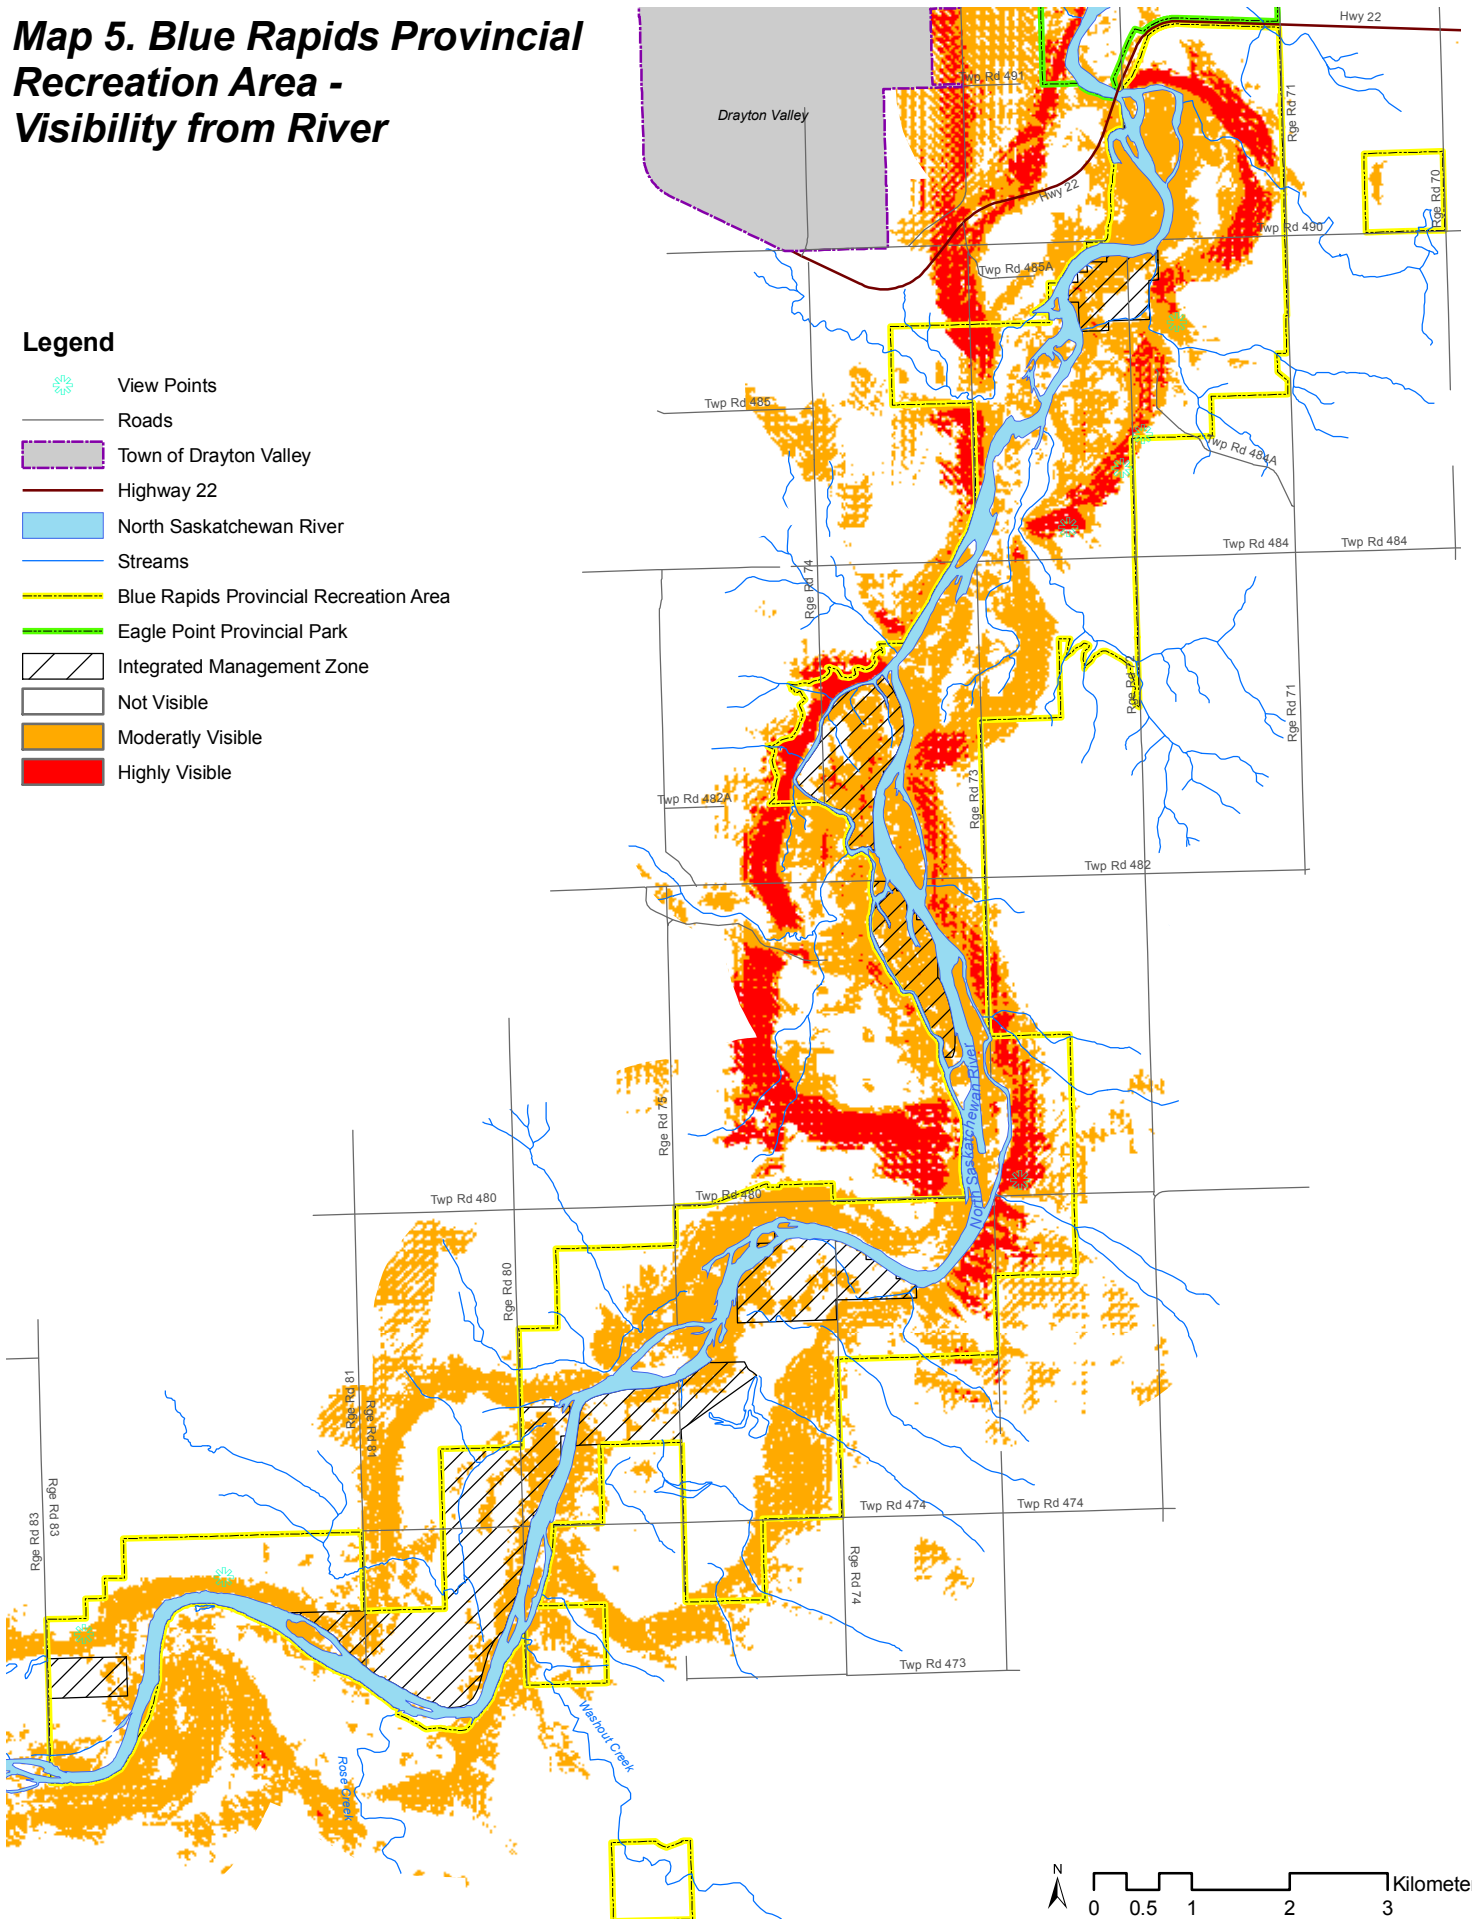 Map 5. Blue Rapids Provincial
Recreation Area -
Visibility from River
Legend
View Points
Roads
Town of Drayton Valley
Highway 22
North Saskatchewan River
Streams
Blue Rapids Provincial Recreation Area
Eagle Point Provincial Park
Integrated Management Zone
Not Visible
Moderatly Visible
Highly Visible
Hwy 22
Twp Rd 491
Drayton Valley
Rge Rd 71
Hwy 22
Rge Rd 70
Twp Rd 490
Twp Rd 485A
Twp Rd 485
Twp Rd 484A
Twp Rd 484
Twp Rd 484
Rge Rd 74
Rge Rd 72
Rge Rd 71
Rge Rd 73
Twp Rd 482A
Twp Rd 482
North Saskatchewan River
Rge Rd 75
Twp Rd 480
Twp Rd 480
North Saskatchewan River
Rge Rd 80
Rge Rd 81
Rge Rd 81
Rge Rd 83
Rge Rd 83
Twp Rd 474
Twp Rd 474
Rge Rd 74
Twp Rd 473
Washout Creek
Rose Creek
N
0 0.5 1 2 3
Kilometer